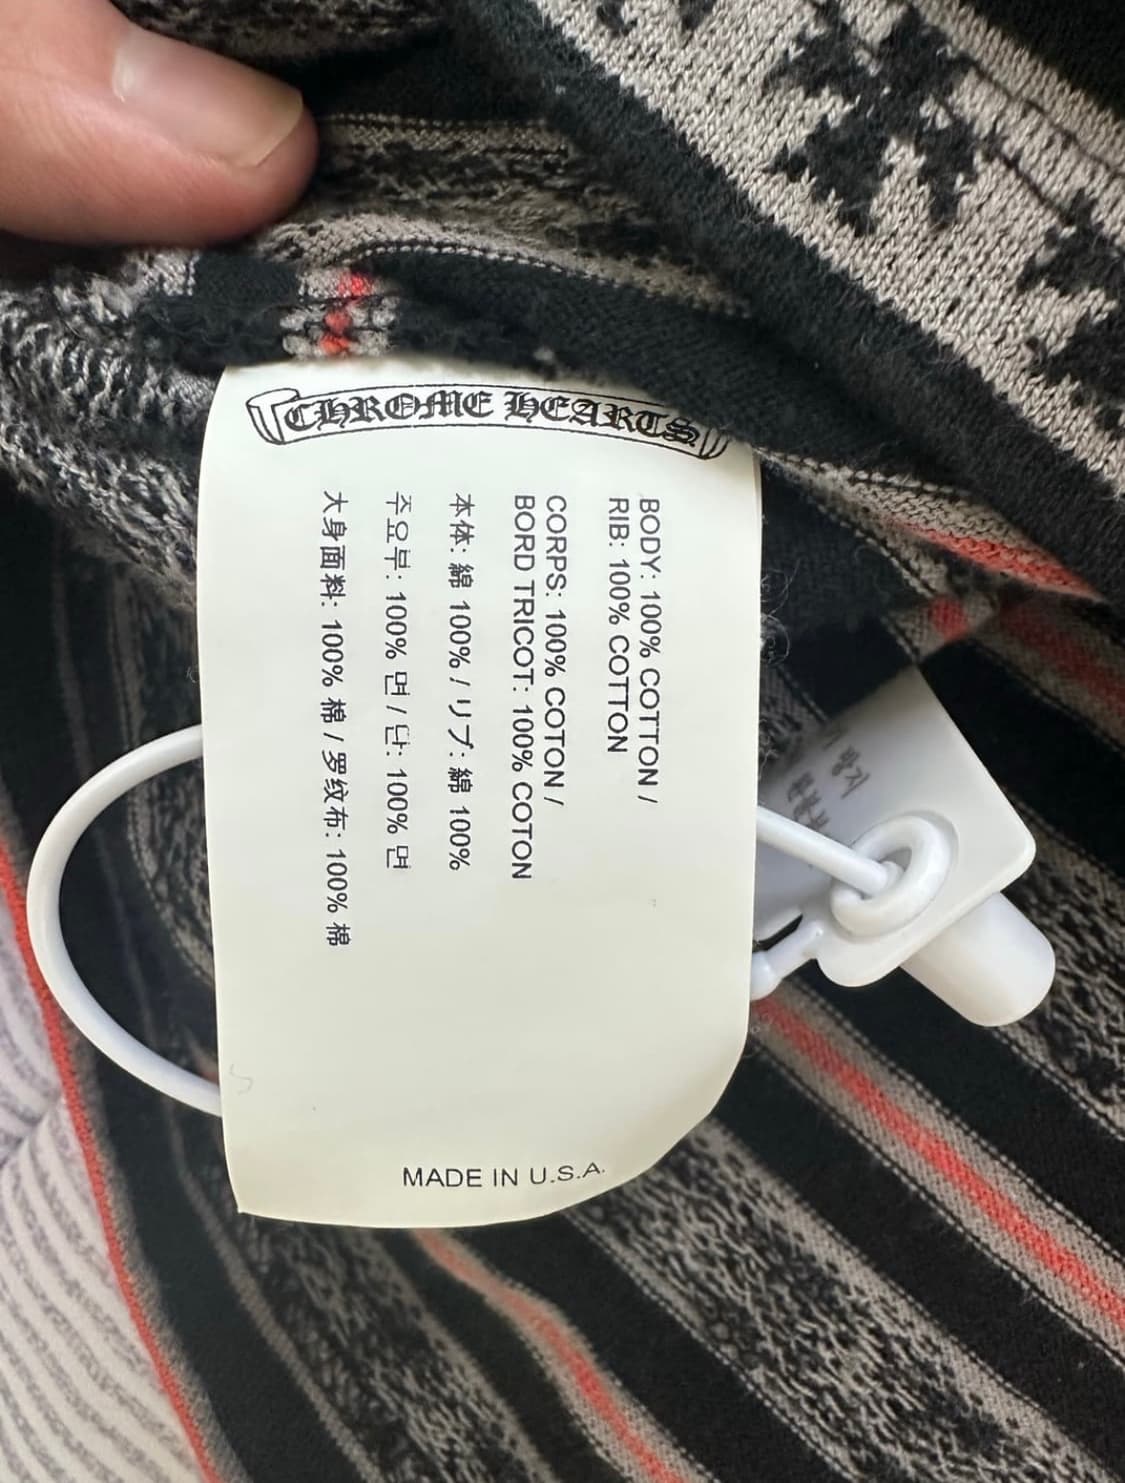 CHROME HEARTS
BODY: 100% COTTON /
RIB: 100% COTTON
CORPS: 100% COTON /
BORD TRICOT: 100% COTON
本体: 綿 100% / リブ: 綿 100%
주요부: 100% 면 / 단: 100% 면
大身面料: 100% 棉 / 罗纹布: 100% 棉
MADE IN U.S.A.
방지